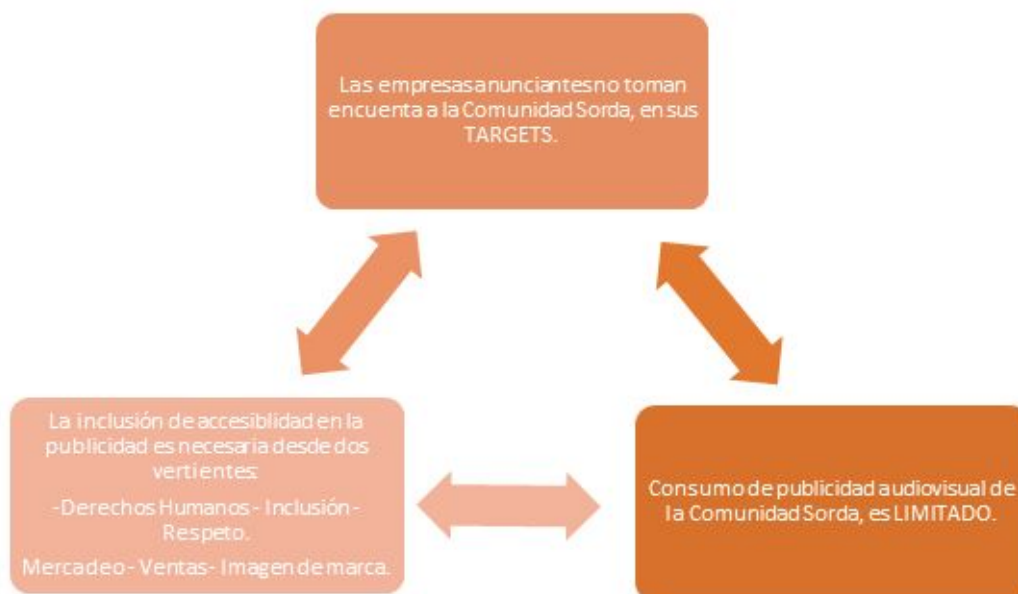 Las empresas anunciantes no toman
encuenta a la Comunidad Sorda, en sus
TARGETS.
La inclusión de accesiblidad en la
publicidad es necesaria desde dos
vertientes:
-Derechos Humanos - Inclusión -
Respeto.
Mercadeo - Ventas - Imagen de marca.
Consumo de publicidad audiovisual de
la Comunidad Sorda, es LIMITADO.